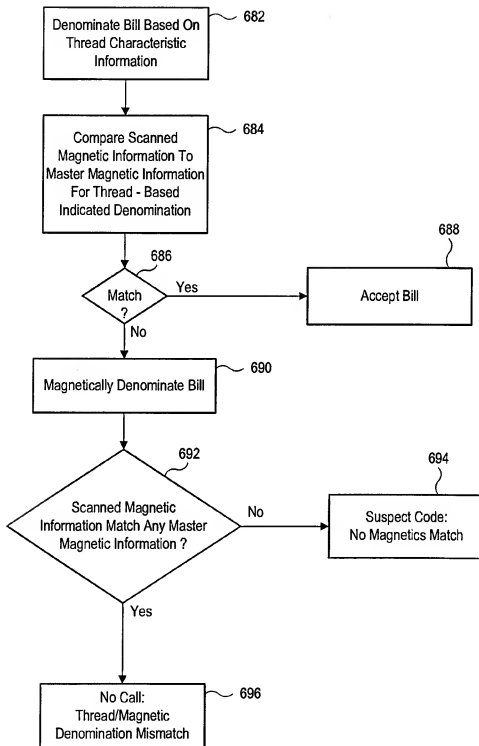 Denominate Bill Based On
Thread Characteristic
Information
682
Compare Scanned
Magnetic Information To
Master Magnetic Information
For Thread - Based
Indicated Denomination
684
686
Match
?
Yes
No
688
Accept Bill
Magnetically Denominate Bill
690
692
Scanned Magnetic
Information Match Any Master
Magnetic Information ?
No
Yes
694
Suspect Code:
No Magnetics Match
No Call:
Thread/Magnetic
Denomination Mismatch
696